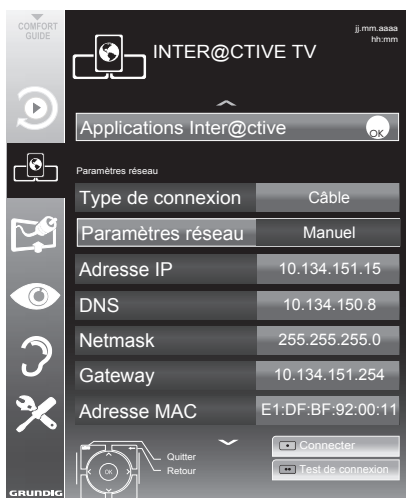 COMFORT
GUIDE
INTER@CTIVE TV
jj.mm.aaaa
hh:mm
Applications Inter@ctive
OK
Paramètres réseau
Type de connexion Câble
Paramètres réseau Manuel
Adresse IP 10.134.151.15
DNS 10.134.150.8
Netmask 255.255.255.0
Gateway 10.134.151.254
Adresse MAC E1:DF:BF:92:00:11
OK
Quitter
Retour
Connecter
Test de connexion
GRUNDIG